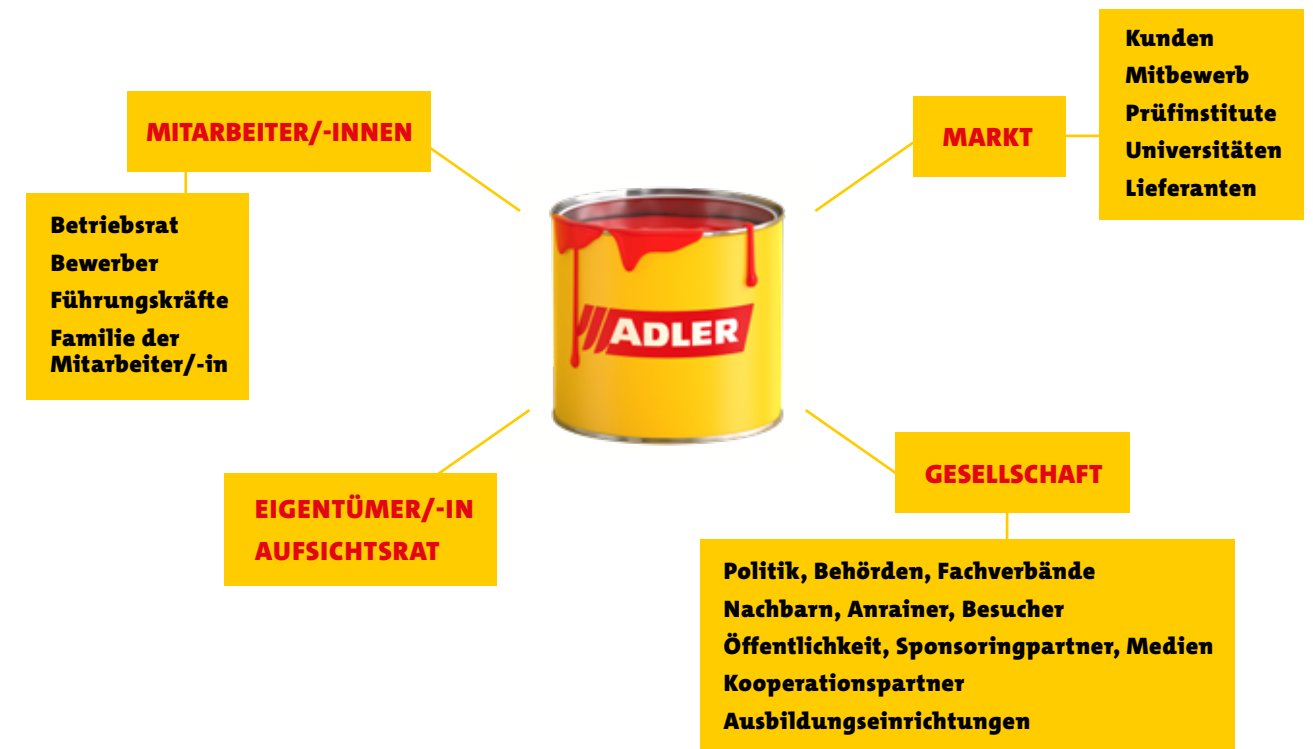 MITARBEITER/-INNEN
Betriebsrat
Bewerber
Führungskräfte
Familie der
Mitarbeiter/-in
MARKT
Kunden
Mitbewerb
Prüfinstitute
Universitäten
Lieferanten
ADLER
EIGENTÜMER/-IN
AUFSICHTSRAT
GESELLSCHAFT
Politik, Behörden, Fachverbände
Nachbarn, Anrainer, Besucher
Öffentlichkeit, Sponsoringpartner, Medien
Kooperationspartner
Ausbildungseinrichtungen